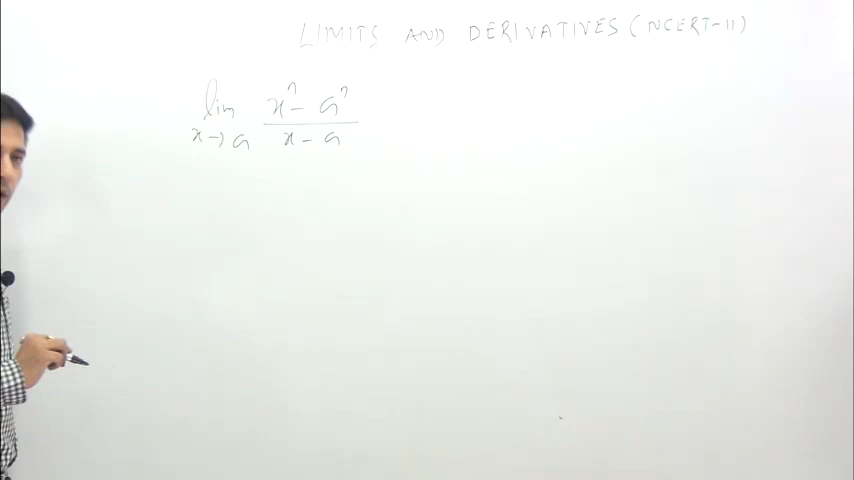 LIMITS AND DERIVATIVES (NCERT-11)
lim x→a (xⁿ - aⁿ)/(x - a)